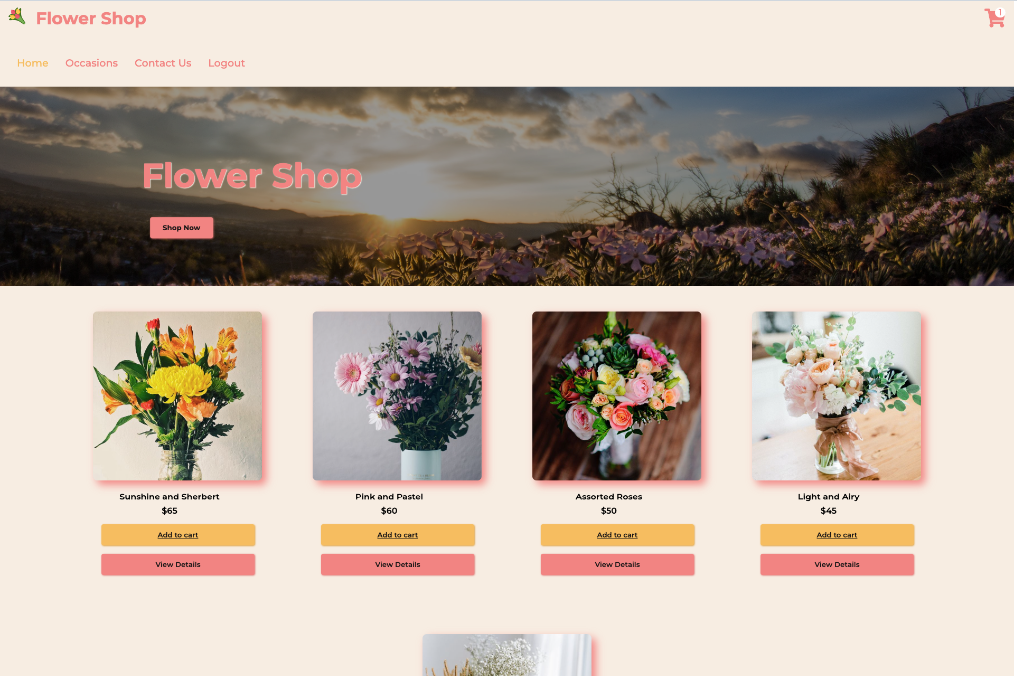 Flower Shop
1
Home Occasions Contact Us Logout
Flower Shop
Shop Now
Sunshine and Sherbert Pink and Pastel Assorted Roses Light and Airy
$65 $60 $50 $45
Add to cart Add to cart Add to cart Add to cart
View Details View Details View Details View Details